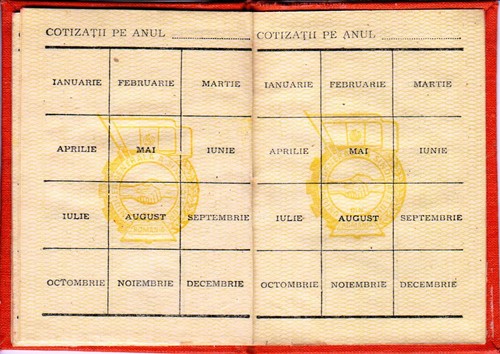 COTIZAȚII PE ANUL
IANUARIE FEBRUARIE MARTIE
APRILIE MAI IUNIE
IULIE AUGUST SEPTEMBRIE
OCTOMBRIE NOIEMBRIE DECEMBRIE
COTIZAȚII PE ANUL
IANUARIE FEBRUARIE MARTIE
APRILIE MAI IUNIE
IULIE AUGUST SEPTEMBRIE
OCTOMBRIE NOIEMBRIE DECEMBRIE